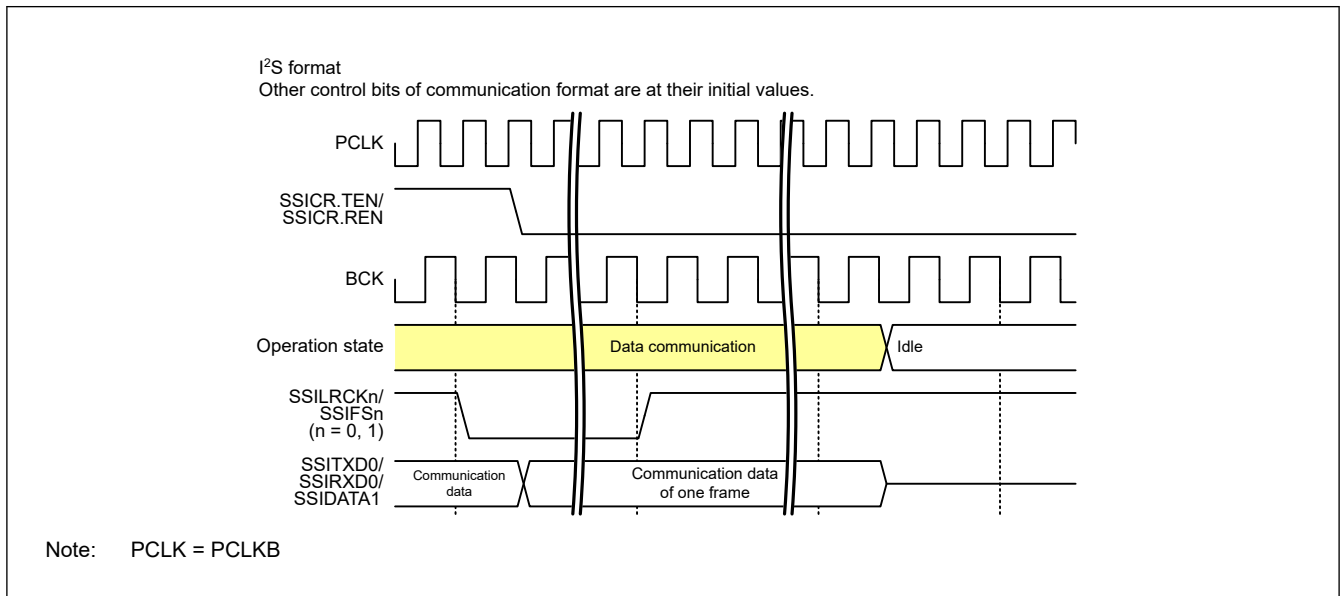 I²S format
Other control bits of communication format are at their initial values.
PCLK
SSICR.TEN/
SSICR.REN
BCK
Operation state
Data communication
Idle
SSILRCKn/
SSIFSn
(n = 0, 1)
SSITXD0/
SSIRXD0/
SSIDATA1
Communication
data
Communication data
of one frame
Note: PCLK = PCLKB